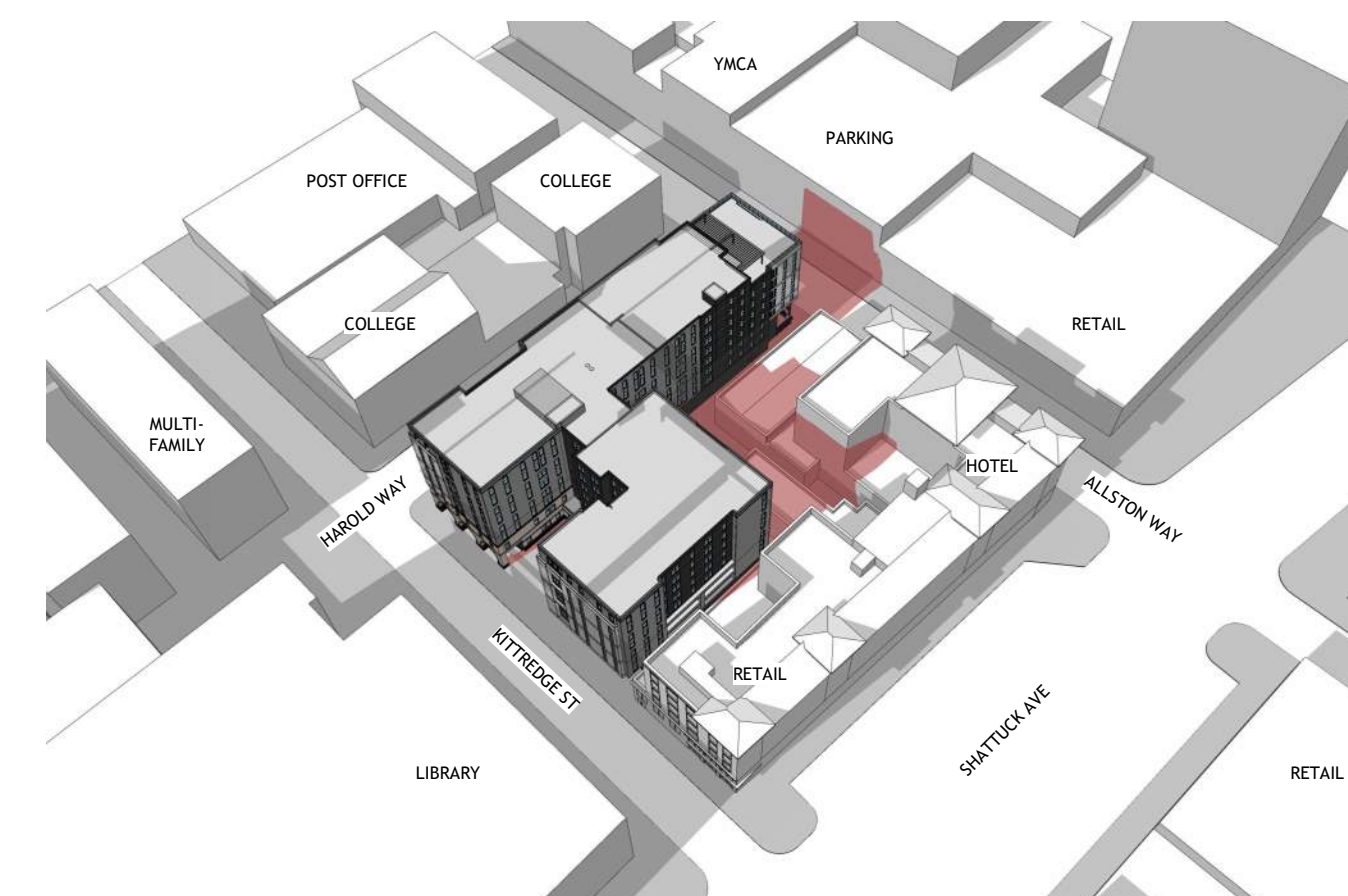 YMCA
PARKING
POST OFFICE
COLLEGE
COLLEGE
RETAIL
MULTI-
FAMILY
HOTEL
HAROLD WAY
ALLSTON WAY
KITTREDGE ST
RETAIL
SHATTUCK AVE
LIBRARY
RETAIL